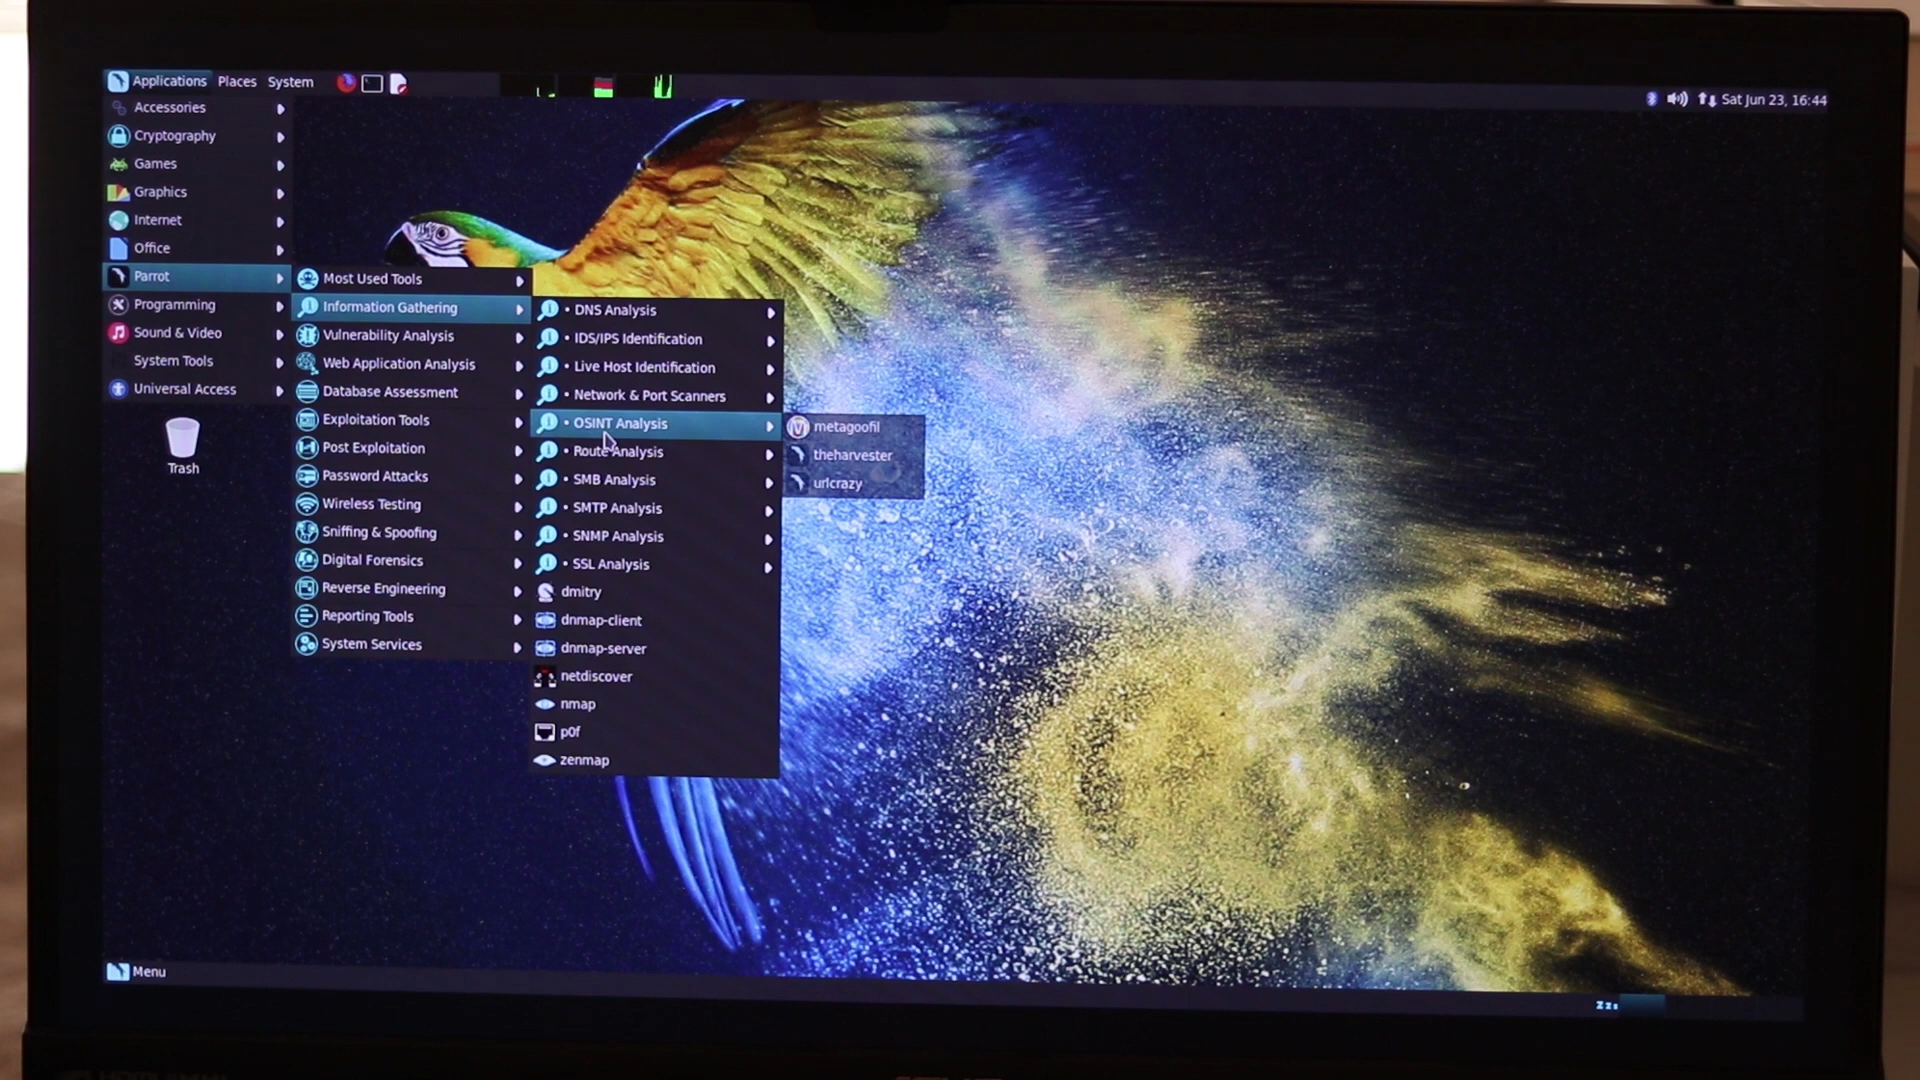 Applications Places System
Sat Jun 23, 16:44
Accessories
Cryptography
Games
Graphics
Internet
Office
Parrot
Programming
Sound & Video
System Tools
Universal Access
Trash
Most Used Tools
Information Gathering
Vulnerability Analysis
Web Application Analysis
Database Assessment
Exploitation Tools
Post Exploitation
Password Attacks
Wireless Testing
Sniffing & Spoofing
Digital Forensics
Reverse Engineering
Reporting Tools
System Services
• DNS Analysis
• IDS/IPS Identification
• Live Host Identification
• Network & Port Scanners
• OSINT Analysis
• Route Analysis
• SMB Analysis
• SMTP Analysis
• SNMP Analysis
• SSL Analysis
dmitry
dnmap-client
dnmap-server
netdiscover
nmap
p0f
zenmap
metagoofil
theharvester
urlcrazy
Menu